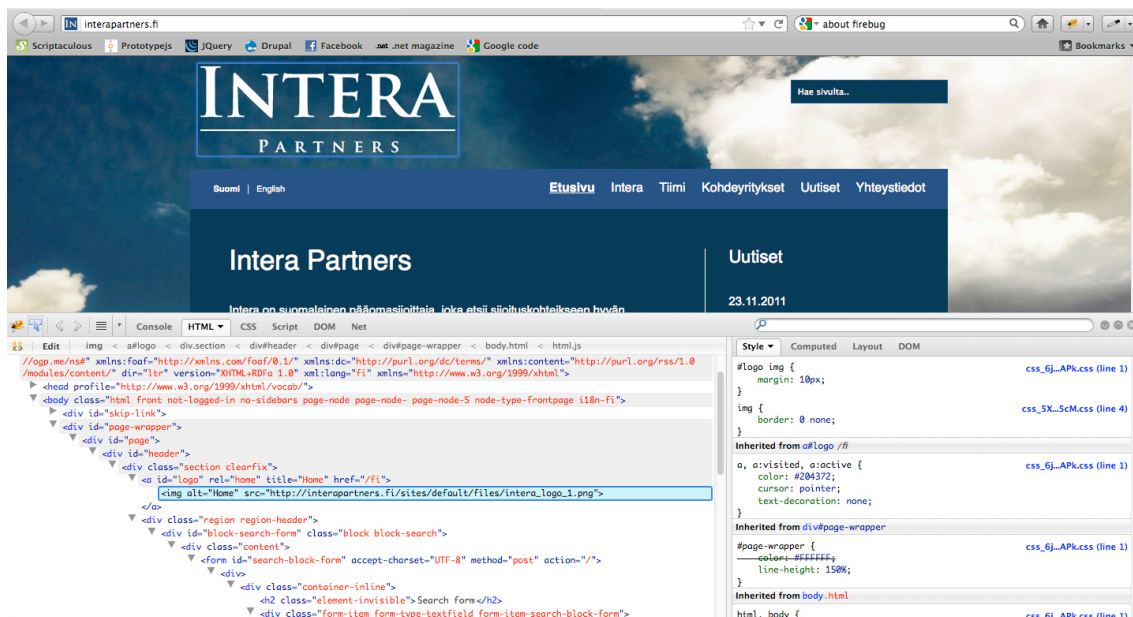 interapartners.fi
about firebug
Scriptaculous Prototypejs JQuery Drupal Facebook .net .net magazine Google code Bookmarks
INTERA
PARTNERS
Hae sivulta..
Suomi | English
Etusivu Intera Tiimi Kohdeyritykset Uutiset Yhteystiedot
Intera Partners
Uutiset
Intera on suomalainen pääomasijoittaja, joka etsii sijoituskohteikseen hyvän
23.11.2011
Console HTML CSS Script DOM Net
Edit img < a#logo < div.section < div#header < div#page < div#page-wrapper < body.html < html.js
//ogp.me/ns#" xmlns:foaf="http://xmlns.com/foaf/0.1/" xmlns:dc="http://purl.org/dc/terms/" xmlns:content="http://purl.org/rss/1.0
/modules/content/" dir="ltr" version="XHTML+RDFa 1.0" xml:lang="fi" xmlns="http://www.w3.org/1999/xhtml">
<head profile="http://www.w3.org/1999/xhtml/vocab/">
<body class="html front not-logged-in no-sidebars page-node page-node- page-node-5 node-type-frontpage i18n-fi">
<div id="skip-link">
<div id="page-wrapper">
<div id="page">
<div id="header">
<div class="section clearfix">
<a id="logo" rel="home" title="Home" href="/fi">
<img alt="Home" src="http://interapartners.fi/sites/default/files/intera_logo_1.png">
</a>
<div class="region region-header">
<div id="block-search-form" class="block block-search">
<div class="content">
<form id="search-block-form" accept-charset="UTF-8" method="post" action="/">
<div>
<div class="container-inline">
<h2 class="element-invisible">Search form</h2>
<div class="form-item form-type-textfield form-item-search-block-form">
Style Computed Layout DOM
#logo img { css_6j...APk.css (line 1)
margin: 10px;
}
img { css_5X...5cM.css (line 4)
border: 0 none;
}
Inherited from a#logo /fi
a, a:visited, a:active { css_6j...APk.css (line 1)
color: #204372;
cursor: pointer;
text-decoration: none;
}
Inherited from div#page-wrapper
#page-wrapper { css_6j...APk.css (line 1)
color: #FFFFFF;
line-height: 150%;
}
Inherited from body.html
html, body { css_6j...APk.css (line 1)